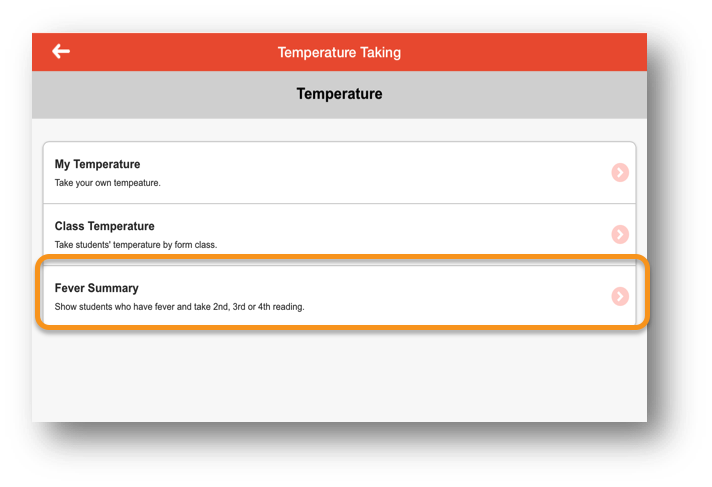 Temperature Taking
Temperature
My Temperature
Take your own tempeature.
Class Temperature
Take students' temperature by form class.
Fever Summary
Show students who have fever and take 2nd, 3rd or 4th reading.